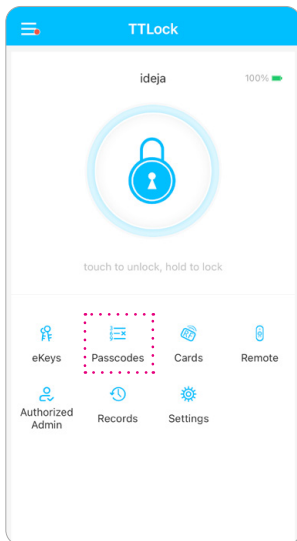 TTLock
ideja
100%
touch to unlock, hold to lock
eKeys
Passcodes
Cards
Remote
Authorized
Admin
Records
Settings